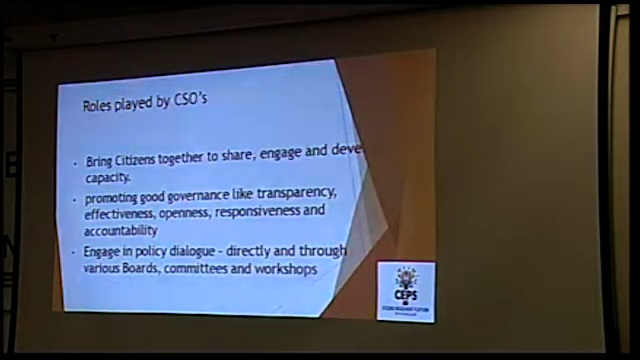 Roles played by CSO's
Bring Citizens together to share, engage and deve
capacity.
promoting good governance like transparency,
effectiveness, openness, responsiveness and
accountability
Engage in policy dialogue - directly and through
various Boards, committees and workshops
CEPS